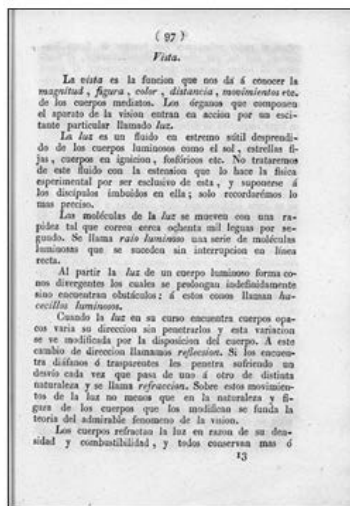 ( 97 )
Vista.
La vista es la funcion que nos dá á conocer la
magnitud, figura, color, distancia, movimientos etc.
de los cuerpos mediatos. Los órganos que componen
el aparato de la vision entran en accion por un esci-
tante particular llamado luz.
La luz es un fluido en estremo sútil desprendi-
do de los cuerpos luminosos como el sol, estrellas fi-
jas, cuerpos en ignicion, fosfóricos etc. No trataremos
de este fluido con la estension que lo hace la física
esperimental por ser esclusivo de esta, y suponerse á
los discípulos imbuidos en ella; solo recordarémos lo
mas preciso.
Las moléculas de la luz se mueven con una ra-
pidez tal que corren cerca ochenta mil leguas por se-
gundo. Se llama raio luminoso una serie de moléculas
luminosas que se suceden sin interrupcion en línea
recta.
Al partir la luz de un cuerpo luminoso forma co-
nos divergentes los cuales se prolongan indefinidamente
sino encuentran obstáculos: á estos conos llaman ha-
cecillos luminosos.
Cuando la luz en su curso encuentra cuerpos opa-
cos varia su direccion sin penetrarlos y esta variacion
se ve modificada por la disposicion del cuerpo. A este
cambio de direccion llamamos reflecsion. Si los encuen-
tra diáfanos ó trasparentes les penetra sufriendo un
desvio cada vez que pasa de uno á otro de distinta
naturaleza y se llama refraccion. Sobre estos movimien-
tos de la luz no menos que en la naturaleza y fi-
gura de los cuerpos que los modifican se funda la
teoria del admirable fenomeno de la vision.
Los cuerpos refractan la luz en razon de su den-
sidad y combustibilidad, y todos conservan mas ó
13